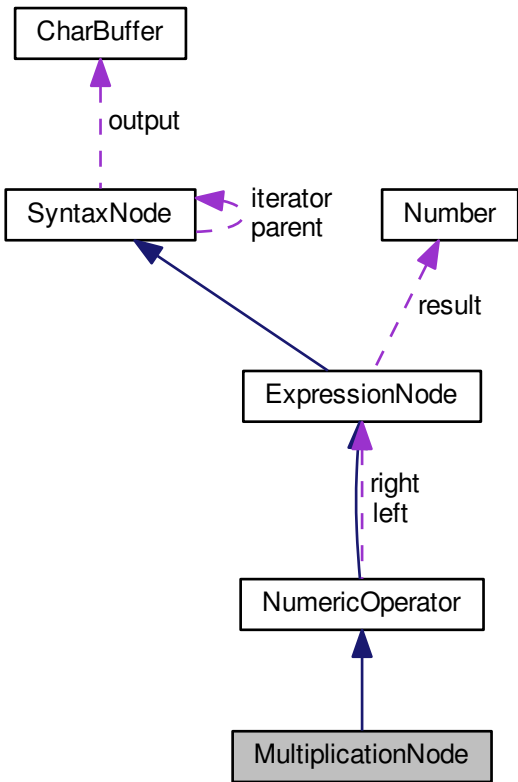 CharBuffer
output
SyntaxNode
iterator
parent
Number
result
ExpressionNode
right
left
NumericOperator
MultiplicationNode